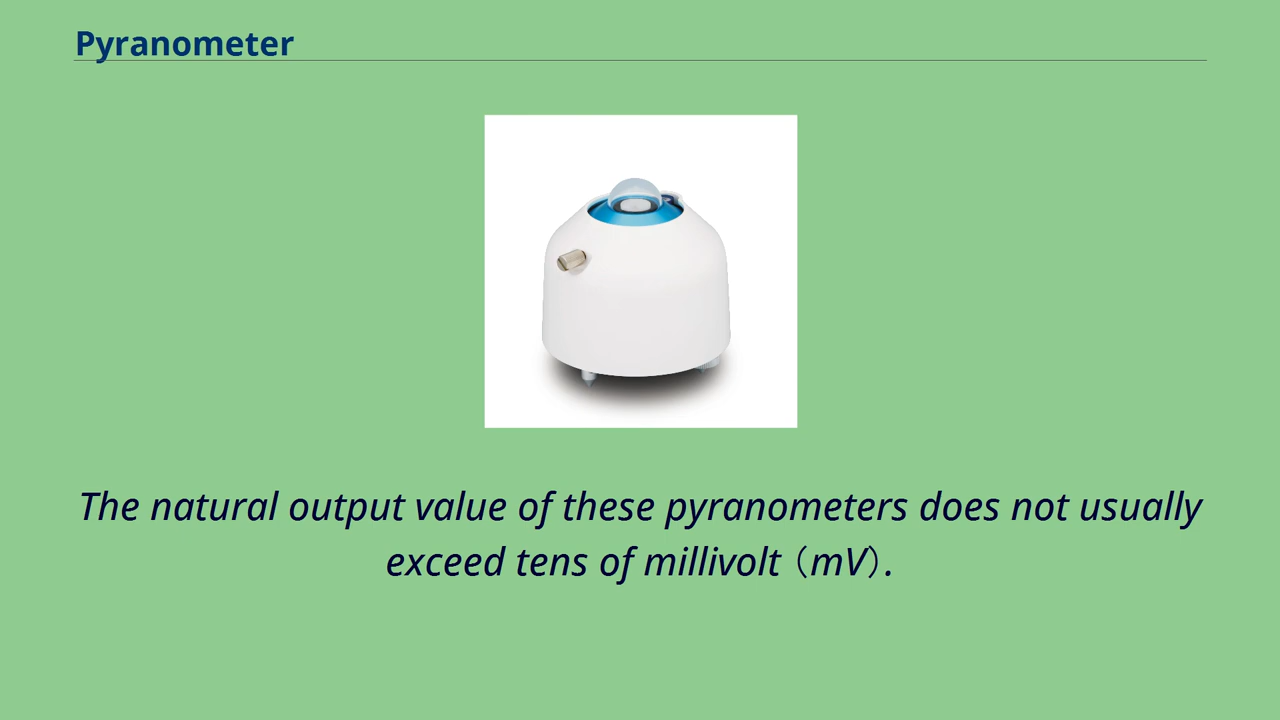 Pyranometer
The natural output value of these pyranometers does not usually
exceed tens of millivolt（mV）.